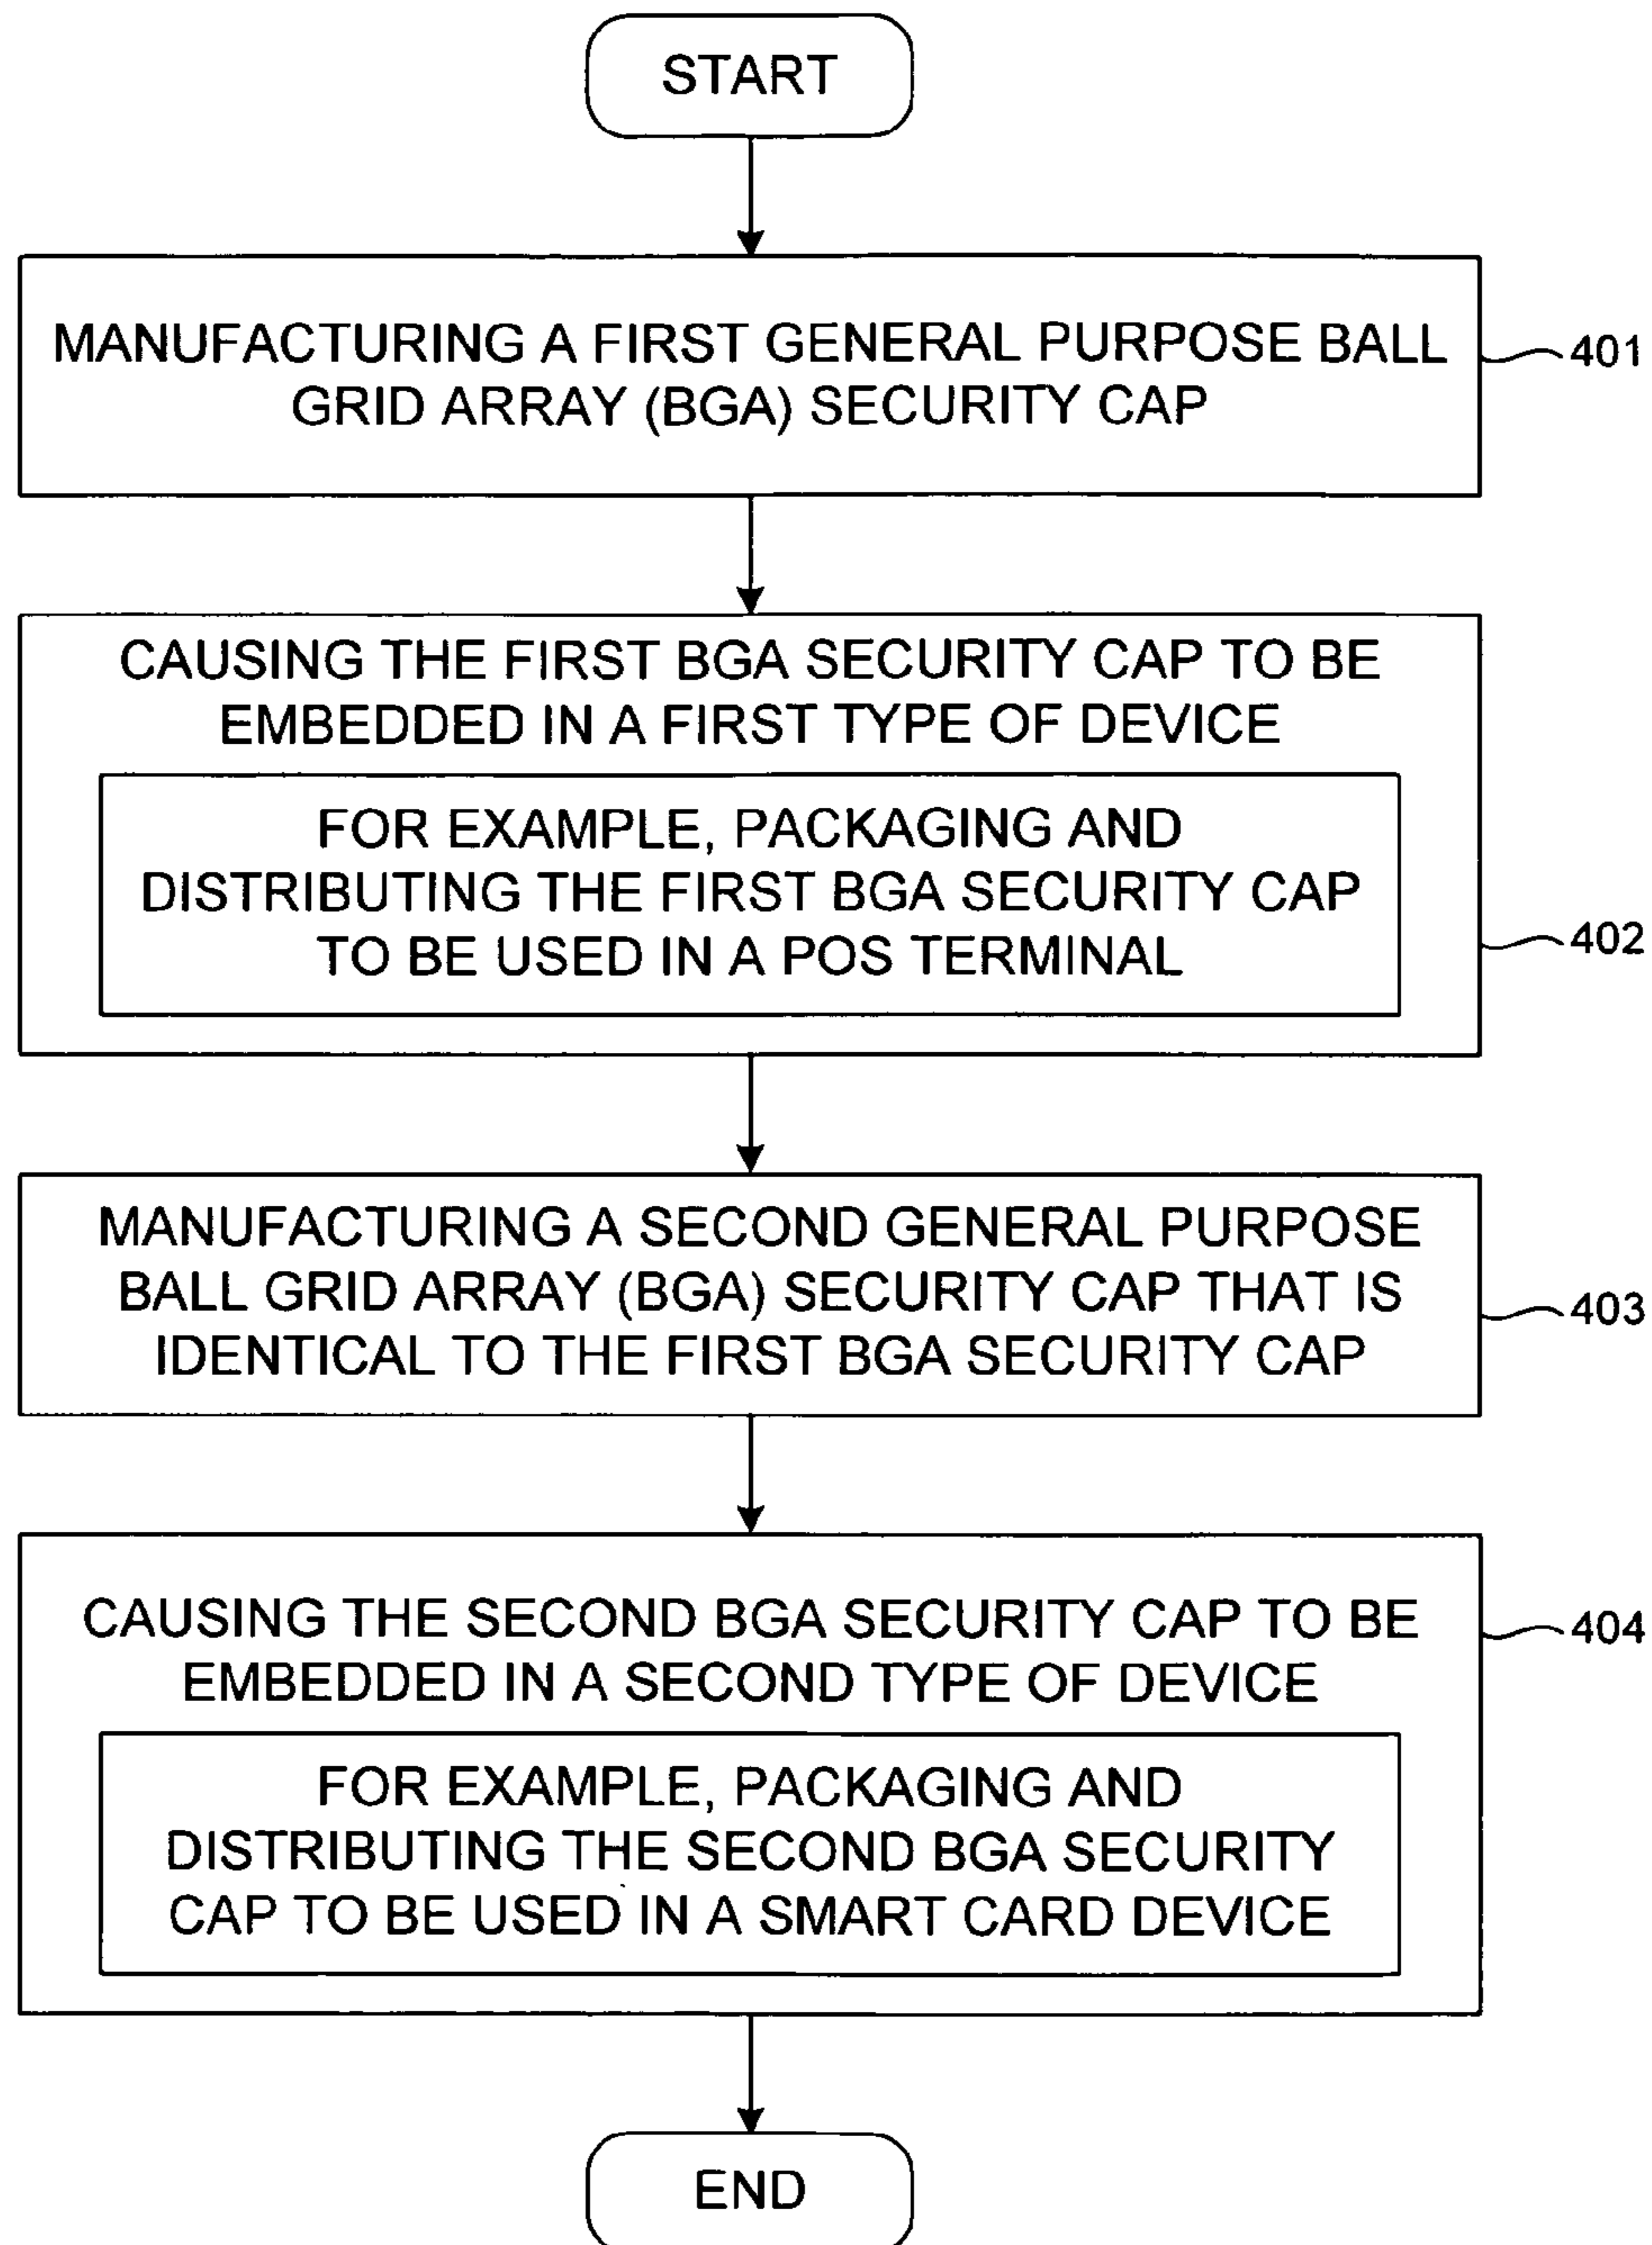 START
MANUFACTURING A FIRST GENERAL PURPOSE BALL
GRID ARRAY (BGA) SECURITY CAP
401
CAUSING THE FIRST BGA SECURITY CAP TO BE
EMBEDDED IN A FIRST TYPE OF DEVICE
FOR EXAMPLE, PACKAGING AND
DISTRIBUTING THE FIRST BGA SECURITY CAP
TO BE USED IN A POS TERMINAL
402
MANUFACTURING A SECOND GENERAL PURPOSE
BALL GRID ARRAY (BGA) SECURITY CAP THAT IS
IDENTICAL TO THE FIRST BGA SECURITY CAP
403
CAUSING THE SECOND BGA SECURITY CAP TO BE
EMBEDDED IN A SECOND TYPE OF DEVICE
404
FOR EXAMPLE, PACKAGING AND
DISTRIBUTING THE SECOND BGA SECURITY
CAP TO BE USED IN A SMART CARD DEVICE
END